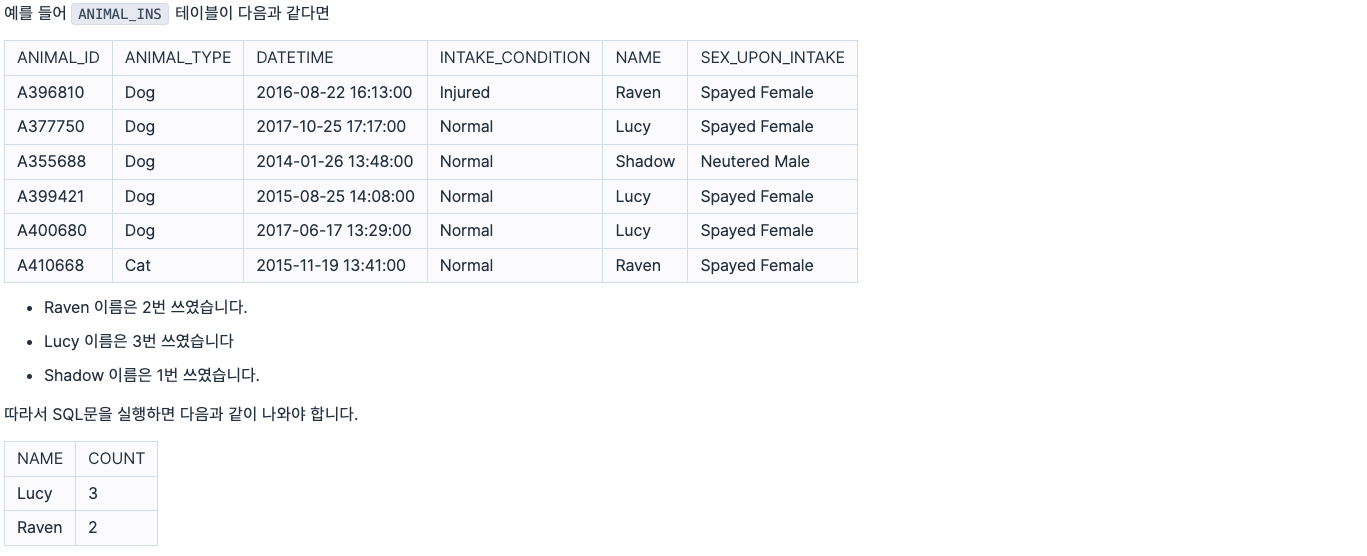 예를 들어 ANIMAL_INS 테이블이 다음과 같다면
ANIMAL_ID ANIMAL_TYPE DATETIME INTAKE_CONDITION NAME SEX_UPON_INTAKE
A396810 Dog 2016-08-22 16:13:00 Injured Raven Spayed Female
A377750 Dog 2017-10-25 17:17:00 Normal Lucy Spayed Female
A355688 Dog 2014-01-26 13:48:00 Normal Shadow Neutered Male
A399421 Dog 2015-08-25 14:08:00 Normal Lucy Spayed Female
A400680 Dog 2017-06-17 13:29:00 Normal Lucy Spayed Female
A410668 Cat 2015-11-19 13:41:00 Normal Raven Spayed Female
• Raven 이름은 2번 쓰였습니다.
• Lucy 이름은 3번 쓰였습니다
• Shadow 이름은 1번 쓰였습니다.
따라서 SQL문을 실행하면 다음과 같이 나와야 합니다.
NAME COUNT
Lucy 3
Raven 2